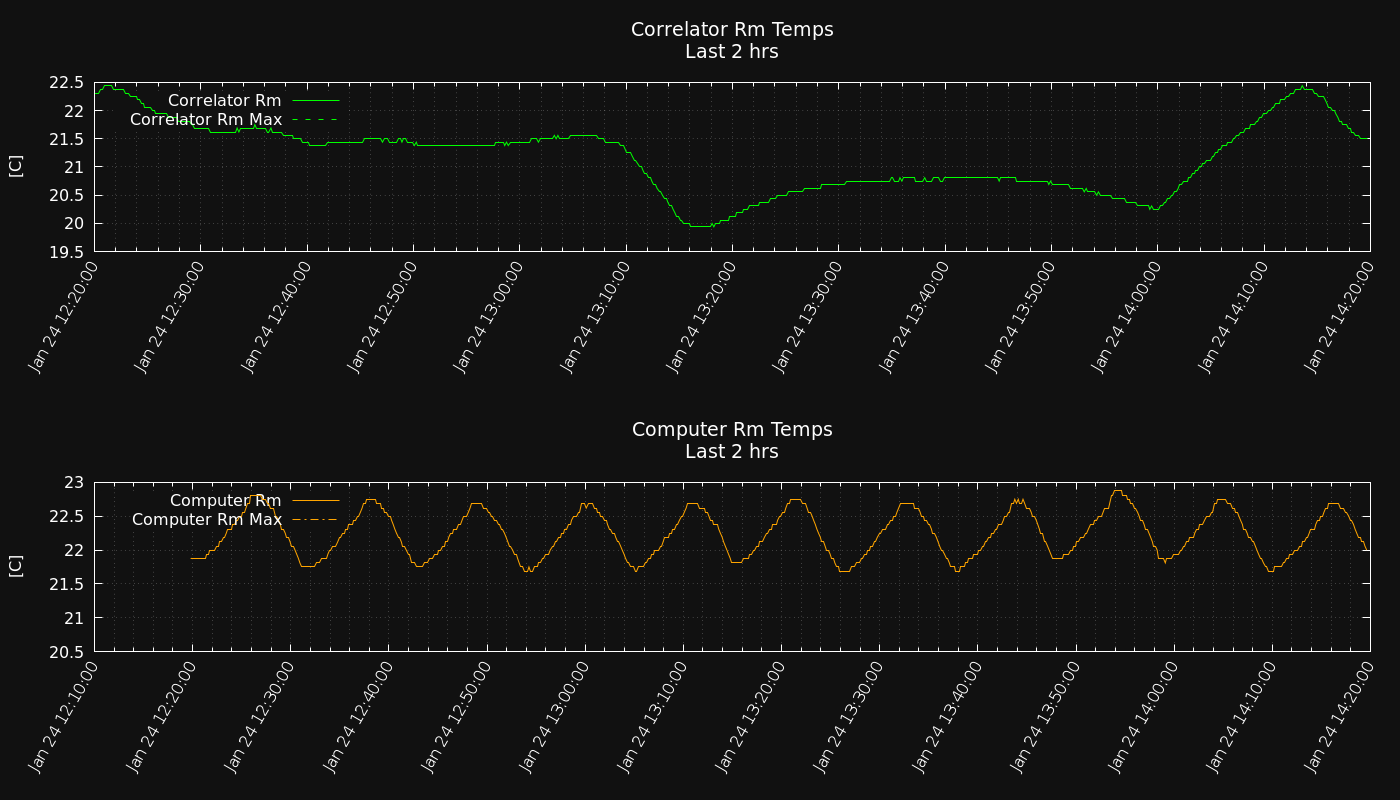 Correlator Rm Temps
Last 2 hrs
22.5
22
21.5
21
20.5
20
19.5
[C]
Correlator Rm
Correlator Rm Max
Jan 24 12:20:00
Jan 24 12:30:00
Jan 24 12:40:00
Jan 24 12:50:00
Jan 24 13:00:00
Jan 24 13:10:00
Jan 24 13:20:00
Jan 24 13:30:00
Jan 24 13:40:00
Jan 24 13:50:00
Jan 24 14:00:00
Jan 24 14:10:00
Jan 24 14:20:00
Computer Rm Temps
Last 2 hrs
23
22.5
22
21.5
21
20.5
[C]
Computer Rm
Computer Rm Max
Jan 24 12:10:00
Jan 24 12:20:00
Jan 24 12:30:00
Jan 24 12:40:00
Jan 24 12:50:00
Jan 24 13:00:00
Jan 24 13:10:00
Jan 24 13:20:00
Jan 24 13:30:00
Jan 24 13:40:00
Jan 24 13:50:00
Jan 24 14:00:00
Jan 24 14:10:00
Jan 24 14:20:00